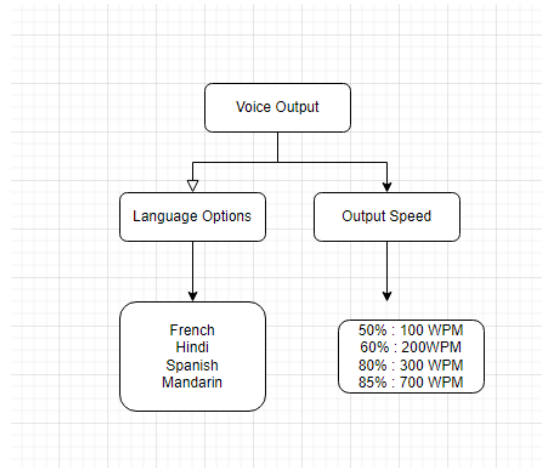 Voice Output
Language Options
Output Speed
French
Hindi
Spanish
Mandarin
50% : 100 WPM
60% : 200WPM
80% : 300 WPM
85% : 700 WPM